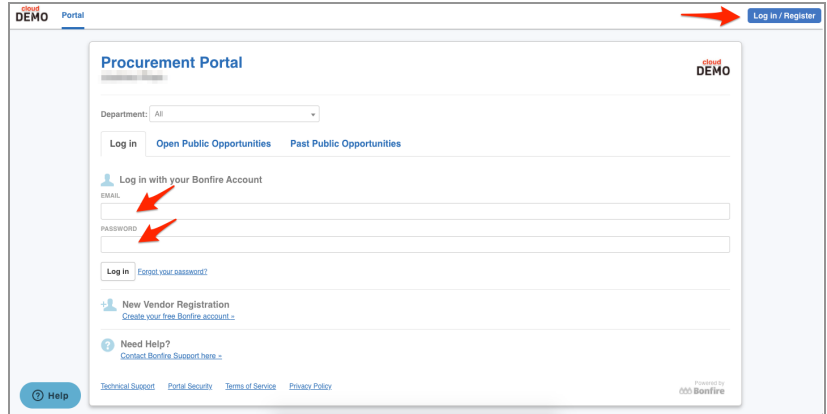 cloud
DEMO Portal Log in / Register
Procurement Portal
cloud
DEMO
Department: All
Log in Open Public Opportunities Past Public Opportunities
Log in with your Bonfire Account
EMAIL
PASSWORD
Log in Forgot your password?
New Vendor Registration
Create your free Bonfire account »
? Need Help?
Contact Bonfire Support here »
Technical Support Portal Security Terms of Service Privacy Policy
Powered by
Bonfire
? Help